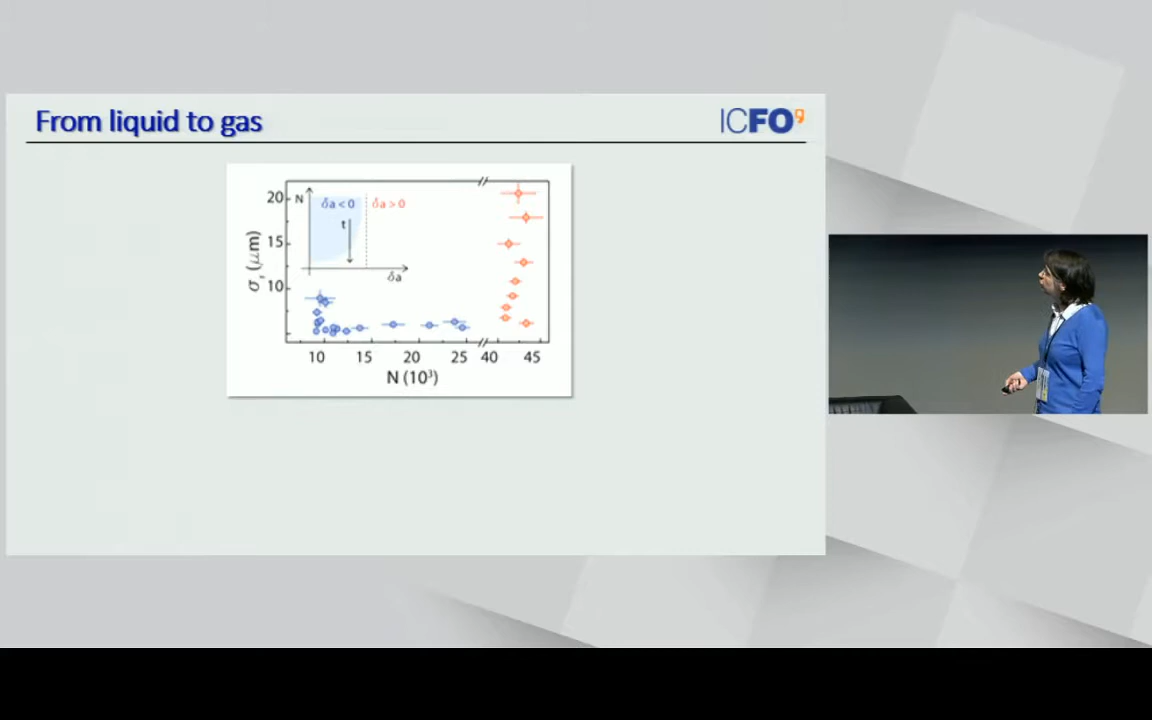 From liquid to gas
ICFO
20
15
10
σr (μm)
N
δa < 0
δa > 0
t
δa
10
15
20
25
40
45
N (10³)